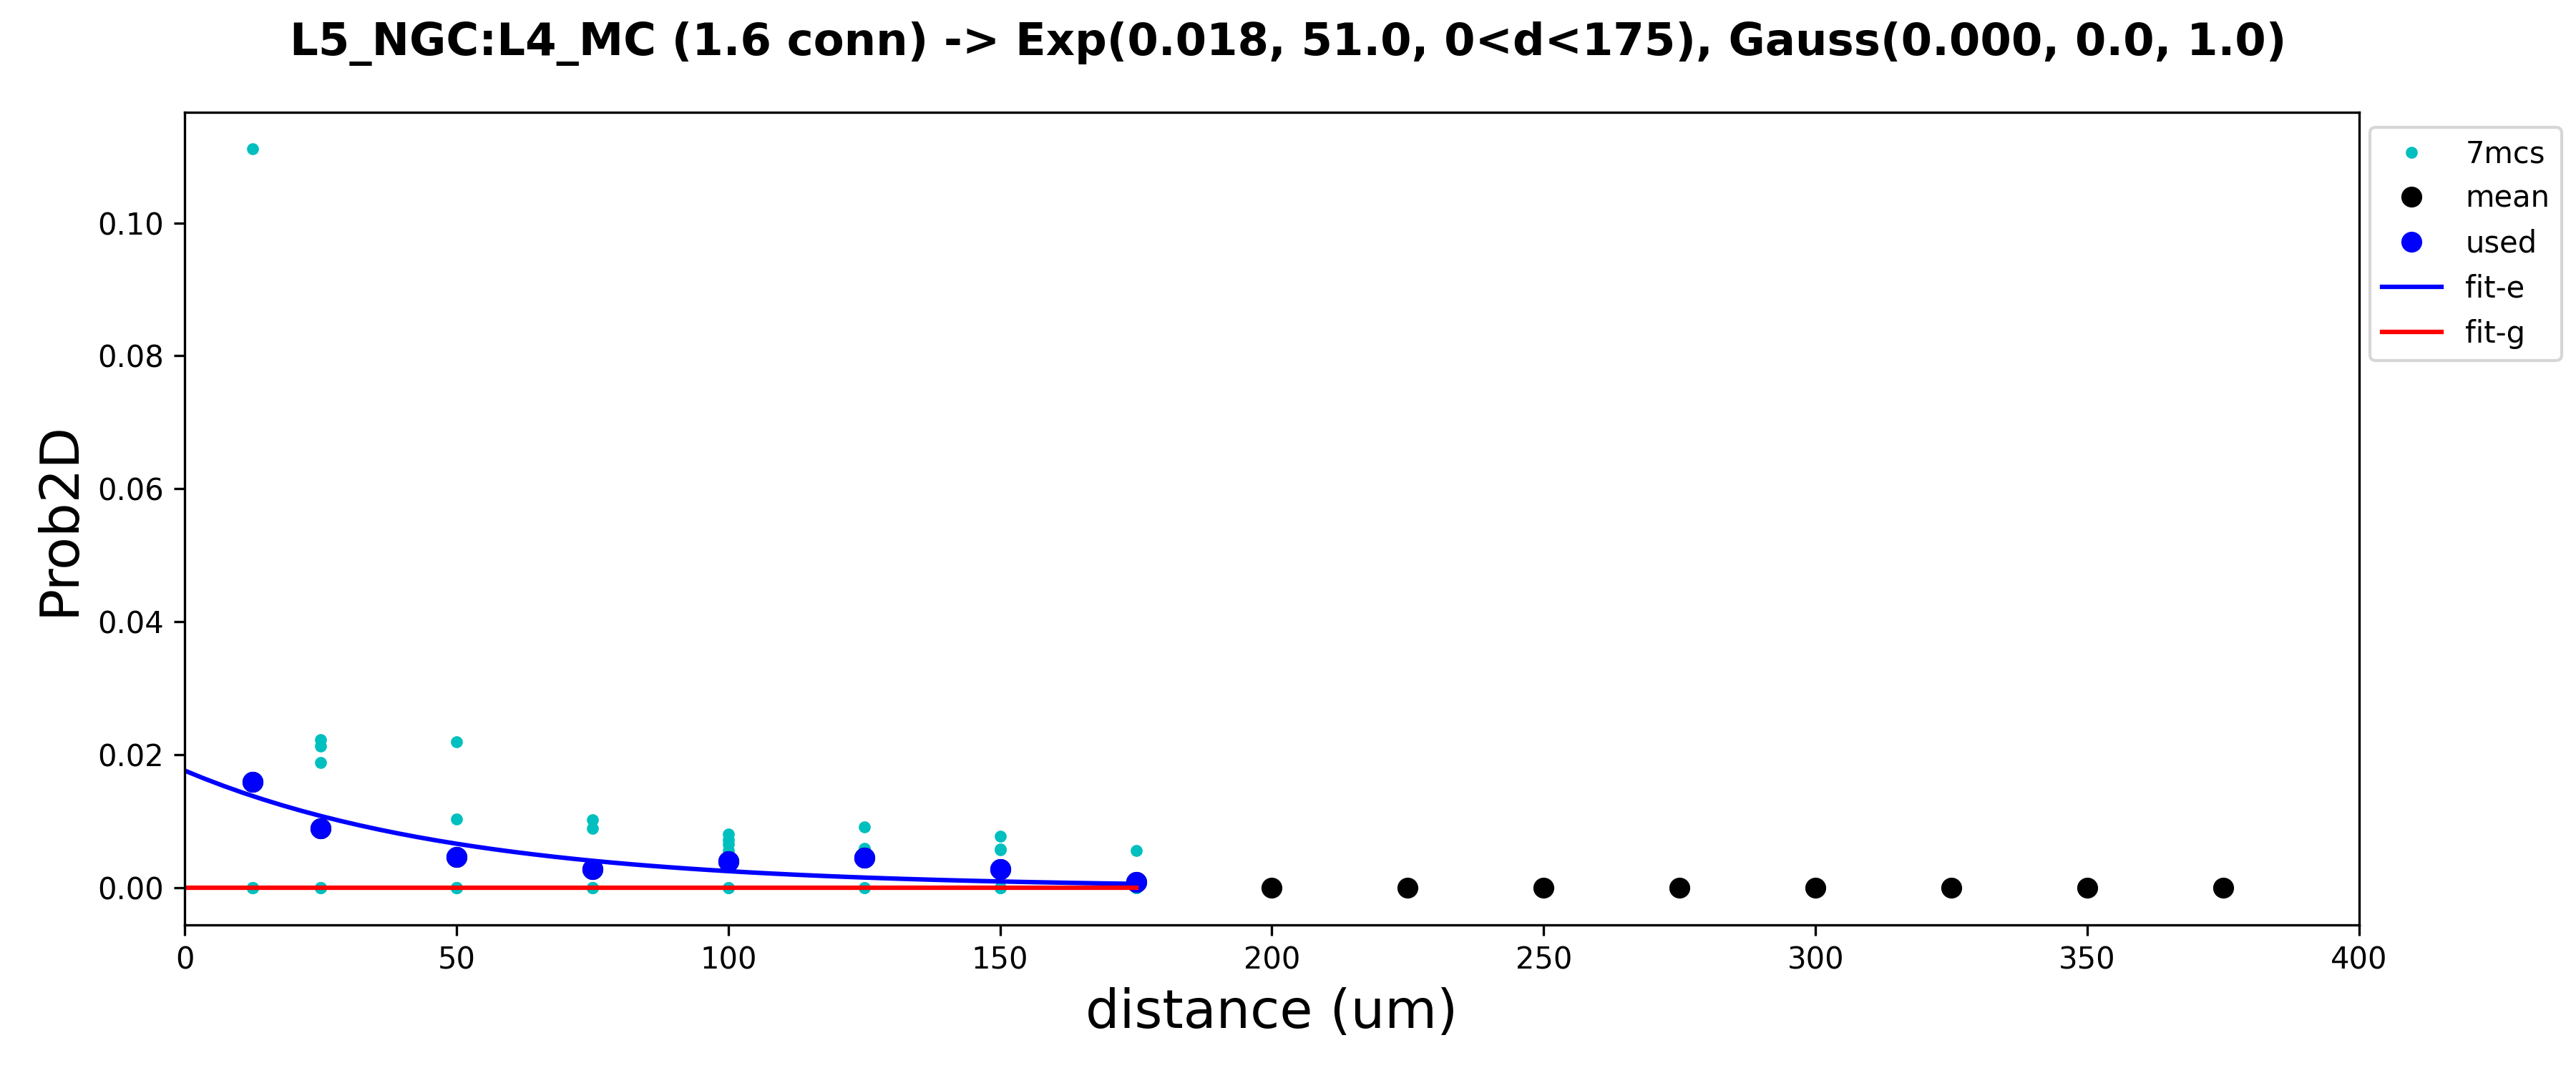 L5_NGC:L4_MC (1.6 conn) -> Exp(0.018, 51.0, 0<d<175), Gauss(0.000, 0.0, 1.0)
7mcs
mean
used
fit-e
fit-g
Prob2D
0.10
0.08
0.06
0.04
0.02
0.00
0 50 100 150 200 250 300 350 400
distance (um)